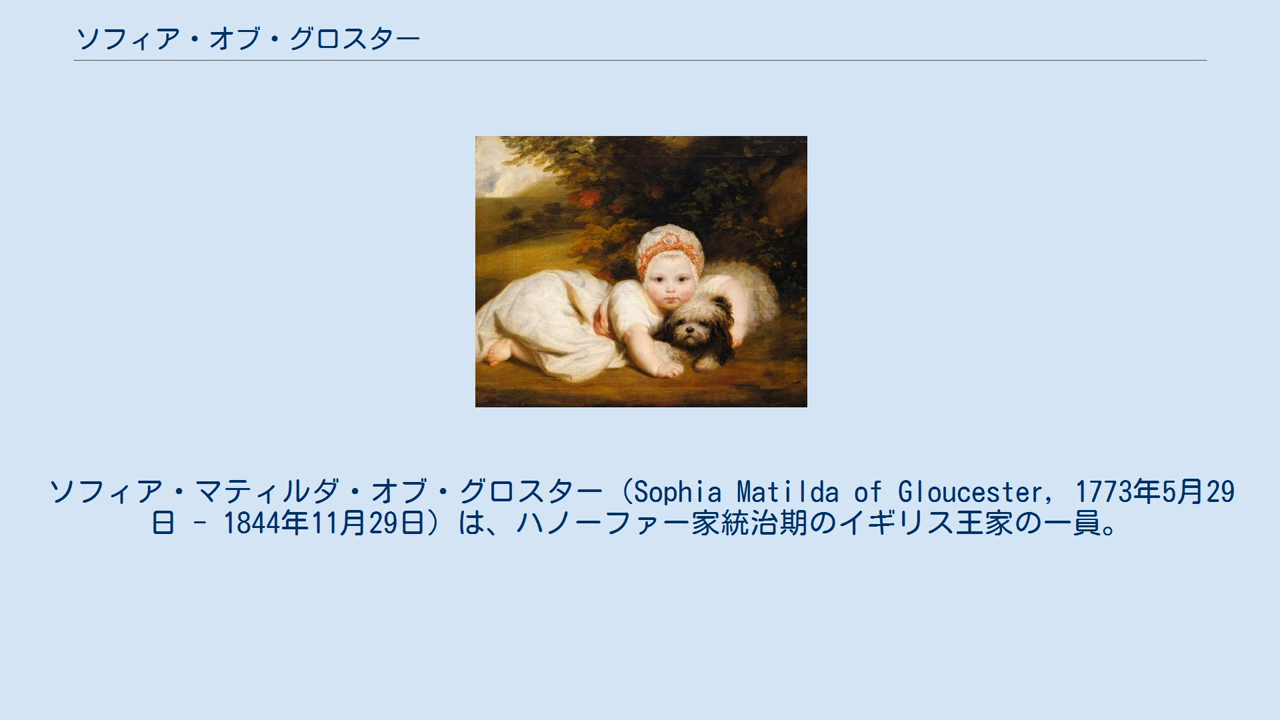 ソフィア・オブ・グロスター
ソフィア・マティルダ・オブ・グロスター（Sophia Matilda of Gloucester, 1773年5月29
日 - 1844年11月29日）は、ハノーファー家統治期のイギリス王家の一員。